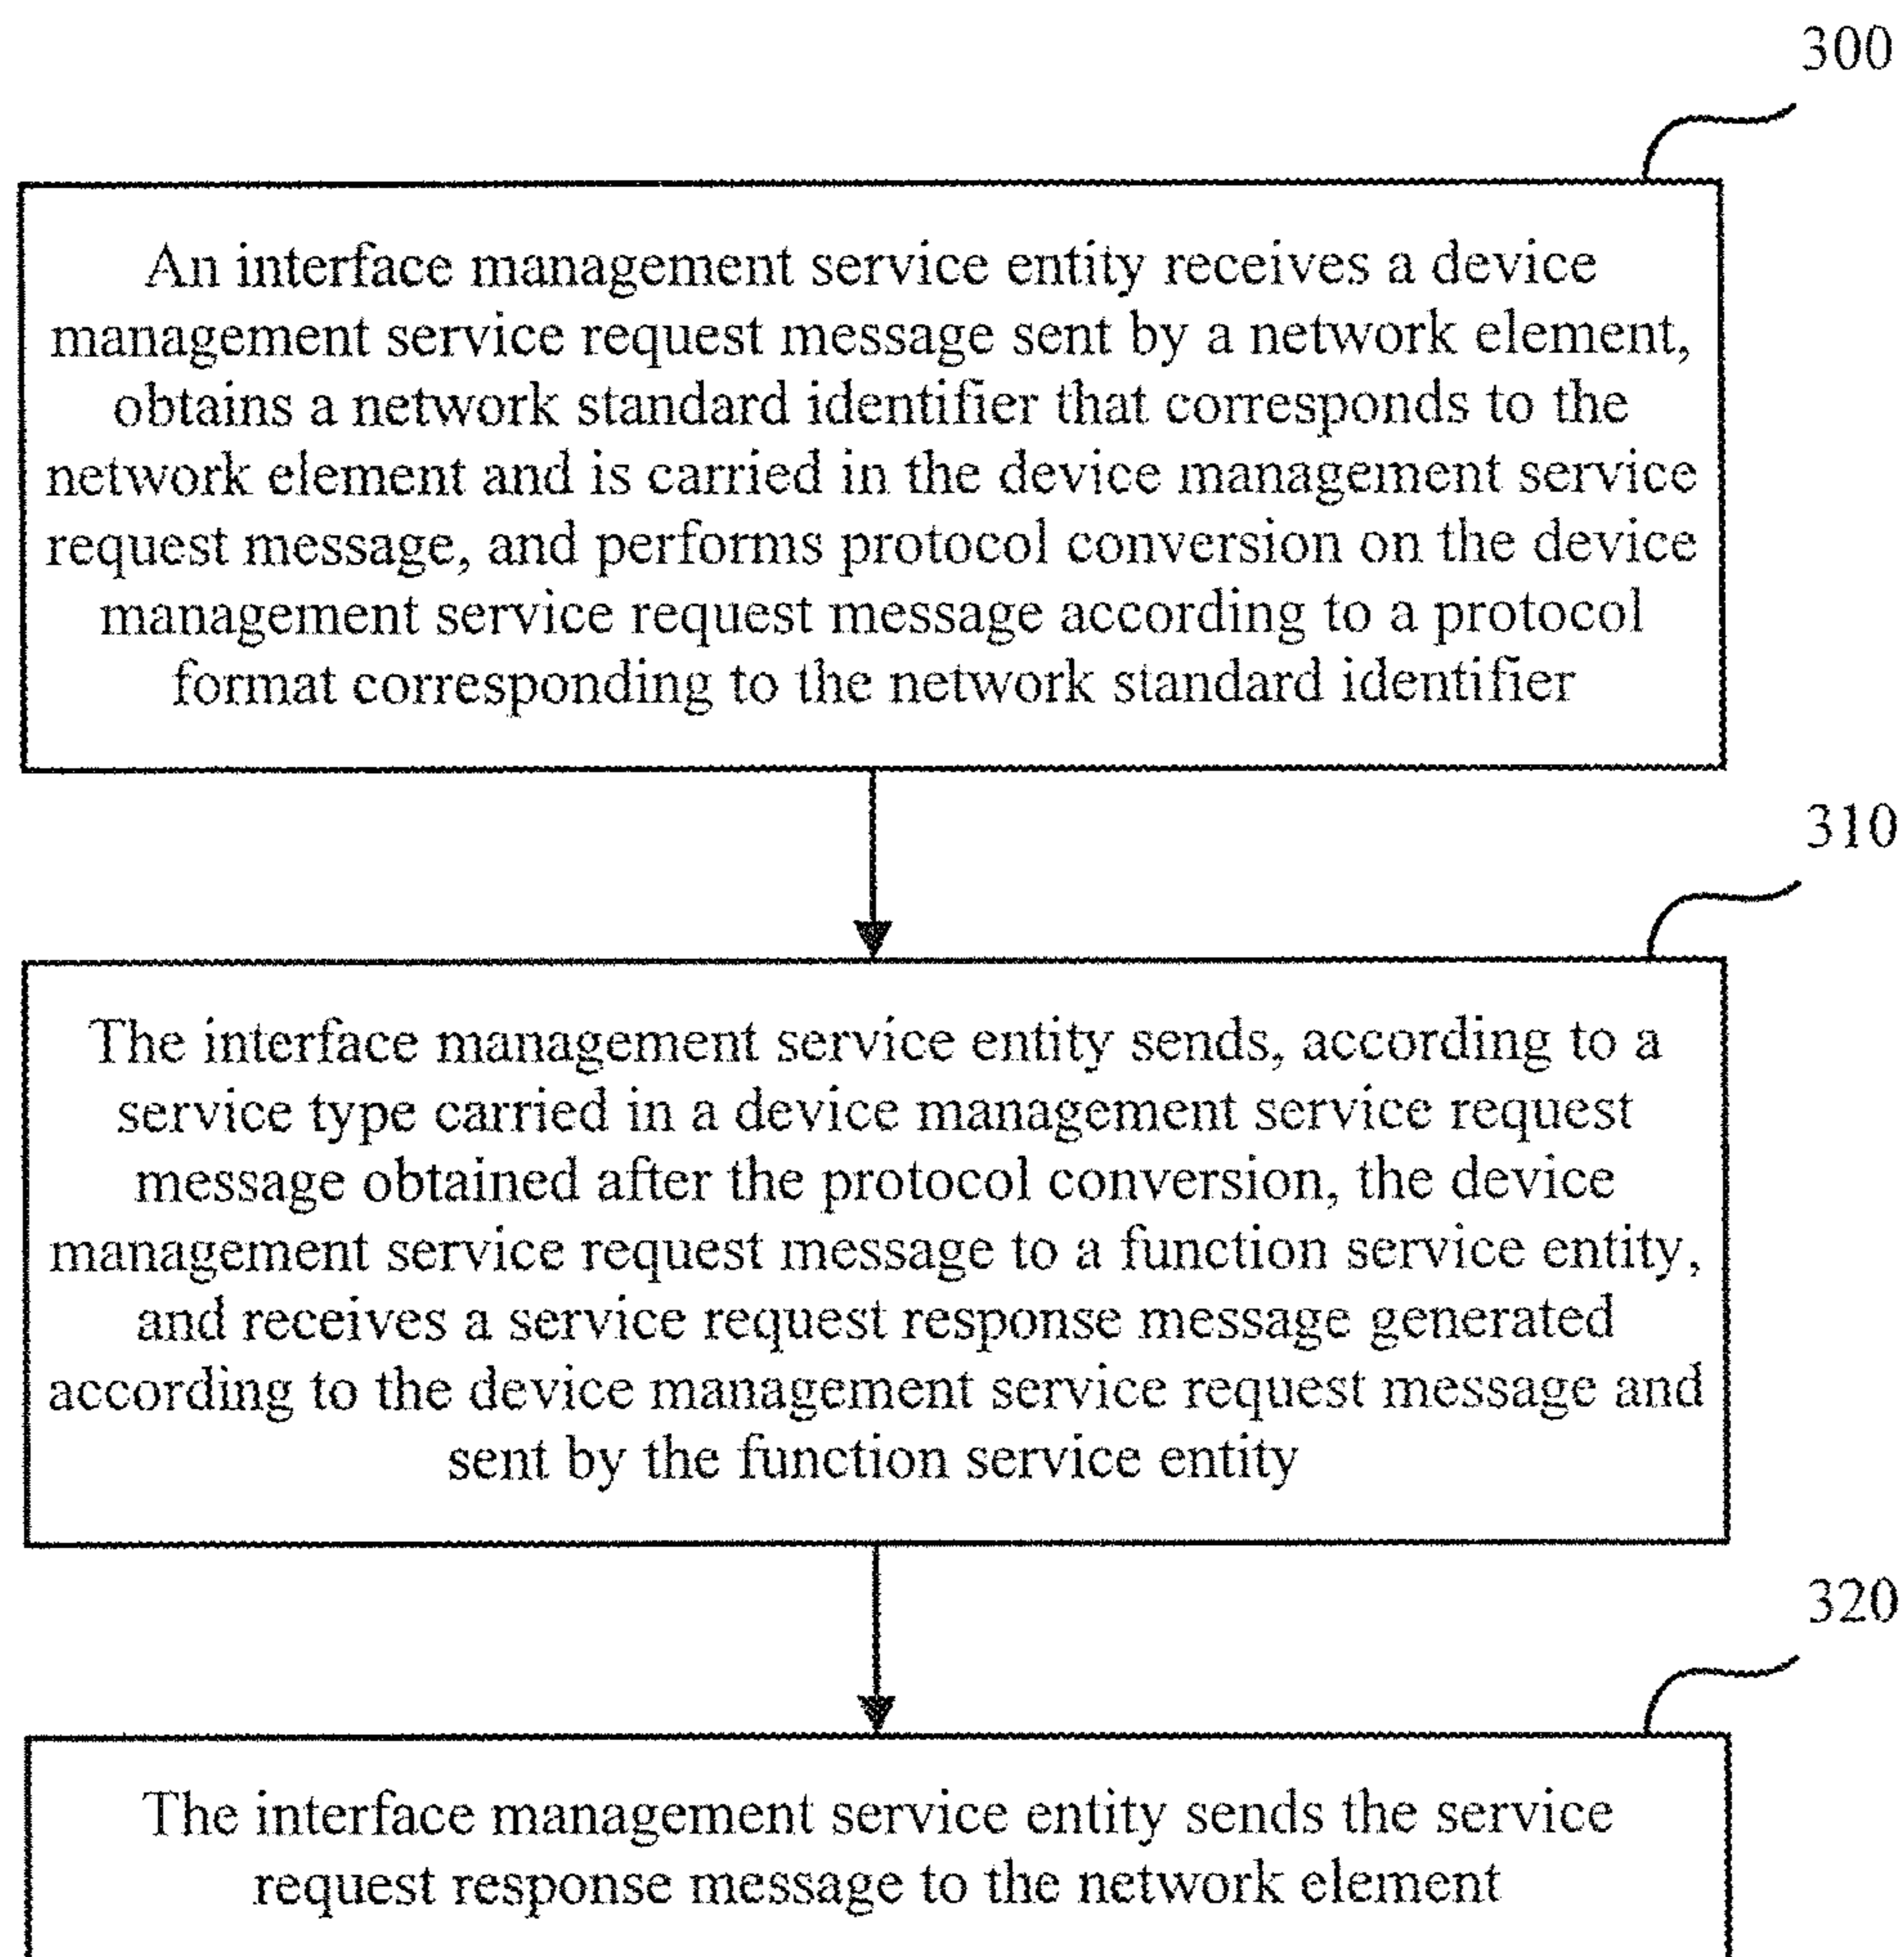 300
An interface management service entity receives a device
management service request message sent by a network element,
obtains a network standard identifier that corresponds to the
network element and is carried in the device management service
request message, and performs protocol conversion on the device
management service request message according to a protocol
format corresponding to the network standard identifier
310
The interface management service entity sends, according to a
service type carried in a device management service request
message obtained after the protocol conversion, the device
management service request message to a function service entity,
and receives a service request response message generated
according to the device management service request message and
sent by the function service entity
320
The interface management service entity sends the service
request response message to the network element